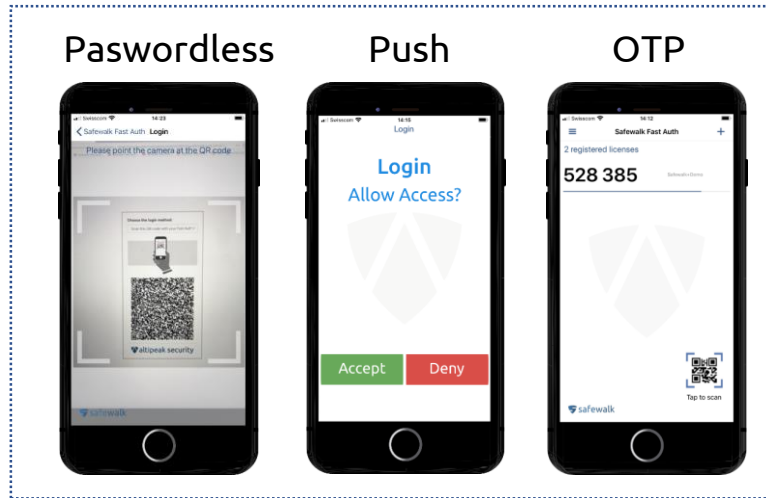 Paswordless
Push
OTP
Swisscom 14:23
Safewalk Fast Auth Login
Please point the camera at the QR code
Choose the login method:
altipeak security
safewalk
Swisscom 14:15
Login
Login
Allow Access?
Accept Deny
Swisscom 14:12
Safewalk Fast Auth +
2 registered licenses
528 385
Tap to scan
safewalk